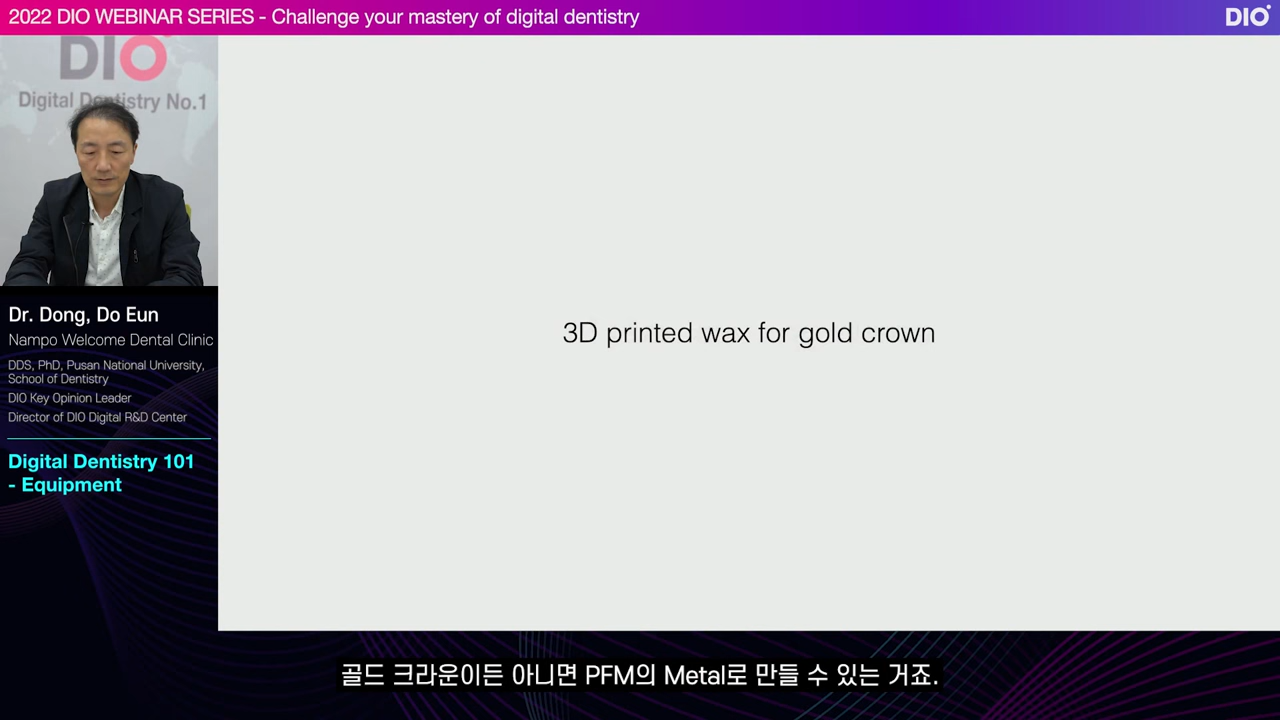 2022 DIO WEBINAR SERIES - Challenge your mastery of digital dentistry
DIO
DIO
Digital Dentistry No.1
Dr. Dong, Do Eun
Nampo Welcome Dental Clinic
DDS, PhD, Pusan National University,
School of Dentistry
DIO Key Opinion Leader
Director of DIO Digital R&D Center
Digital Dentistry 101
- Equipment
3D printed wax for gold crown
골드 크라운이든 아니면 PFM의 Metal로 만들 수 있는 거죠.